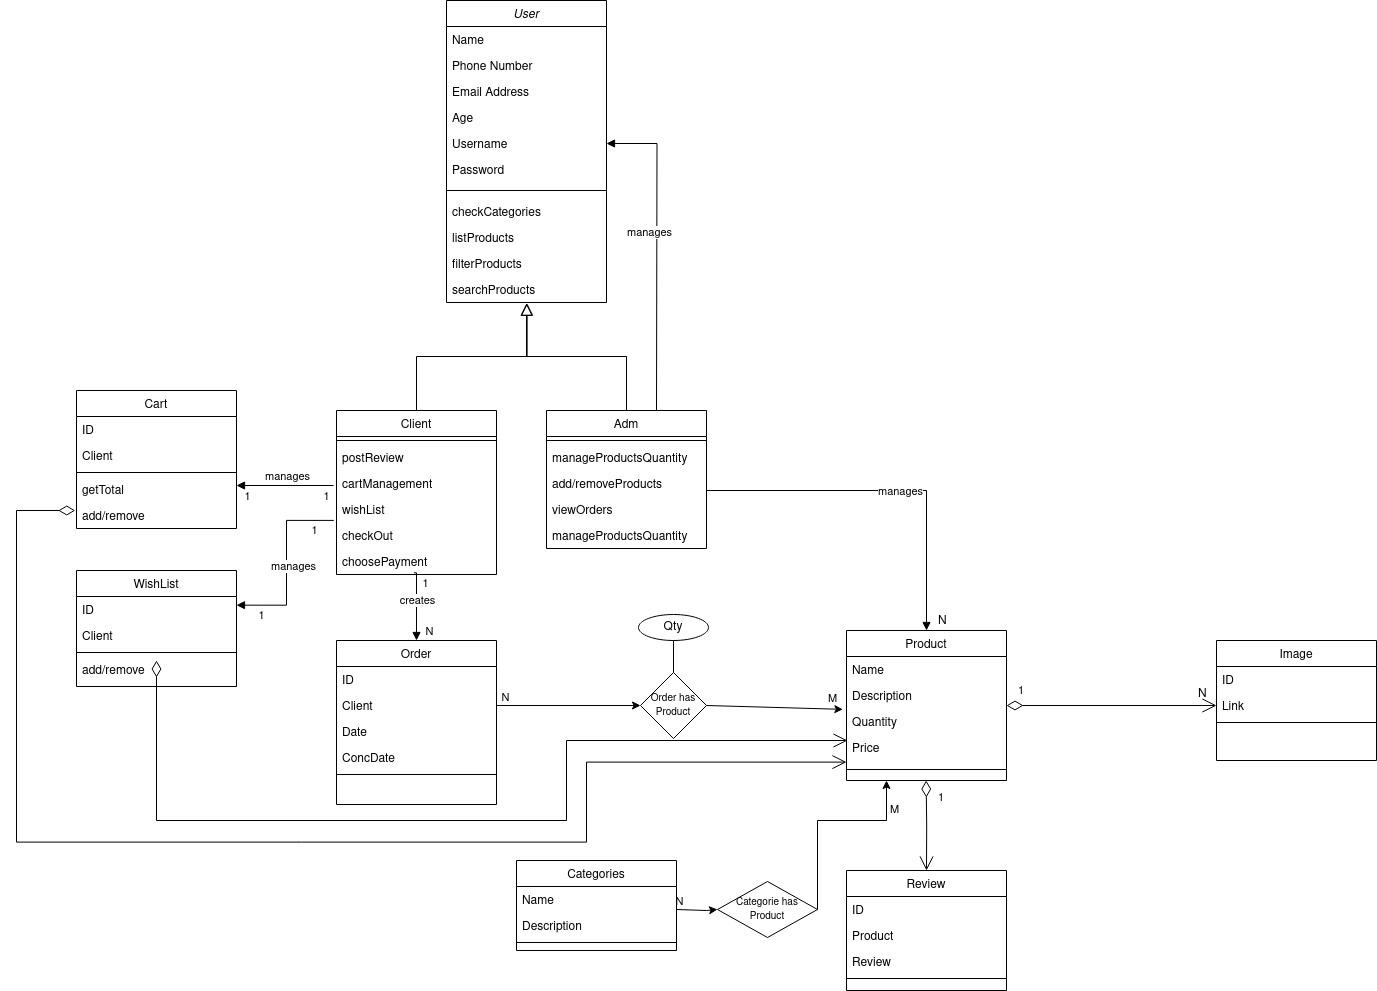 User
Name
Phone Number
Email Address
Age
Username
Password
checkCategories
listProducts
filterProducts
searchProducts
manages
Cart
ID
Client
getTotal
add/remove
manages
1
1
Client
postReview
cartManagement
wishList
checkOut
choosePayment
Adm
manageProductsQuantity
add/removeProducts
viewOrders
manageProductsQuantity
manages
N
1
manages
1
WishList
ID
Client
add/remove
1
creates
N
Order
ID
Client
Date
ConcDate
N
Qty
Order has
Product
M
Product
Name
Description
Quantity
Price
1
N
Image
ID
Link
M
1
Categories
Name
Description
N
Categorie has
Product
Review
ID
Product
Review